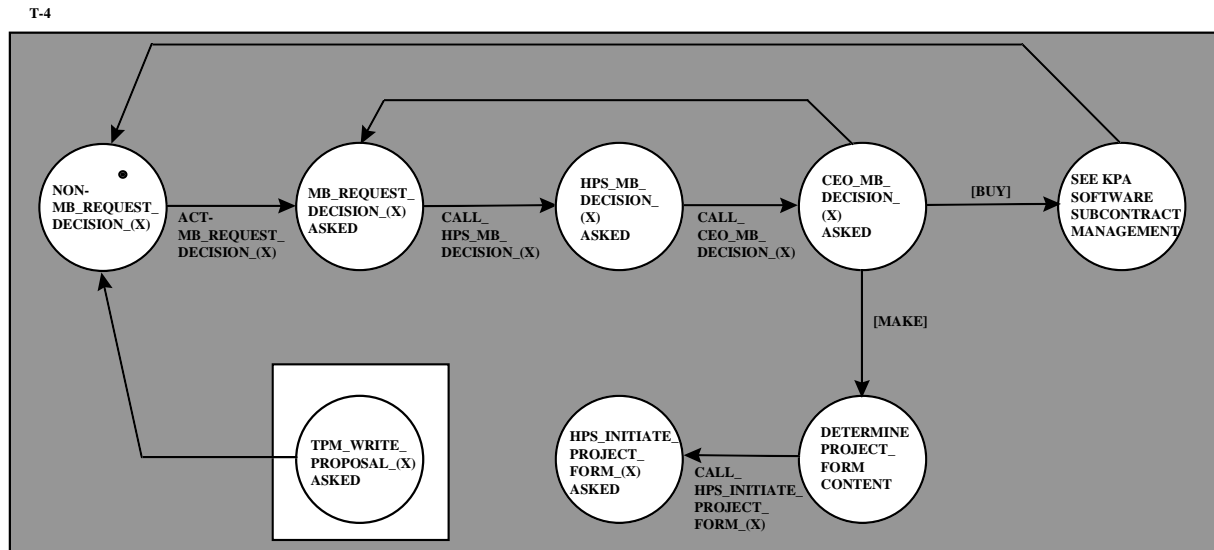 T-4
NON-
MB_REQUEST_
DECISION_(X)
ACT-
MB_REQUEST_
DECISION_(X)
MB_REQUEST_
DECISION_(X)
ASKED
CALL_
HPS_MB_
DECISION_(X)
HPS_MB_
DECISION_
(X)
ASKED
CALL_
CEO_MB_
DECISION_(X)
CEO_MB_
DECISION_
(X)
ASKED
[BUY]
SEE KPA
SOFTWARE
SUBCONTRACT
MANAGEMENT
[MAKE]
TPM_WRITE_
PROPOSAL_(X)
ASKED
HPS_INITIATE_
PROJECT_
FORM_(X)
ASKED
CALL_
HPS_INITIATE_
PROJECT_
FORM_(X)
DETERMINE
PROJECT_
FORM
CONTENT